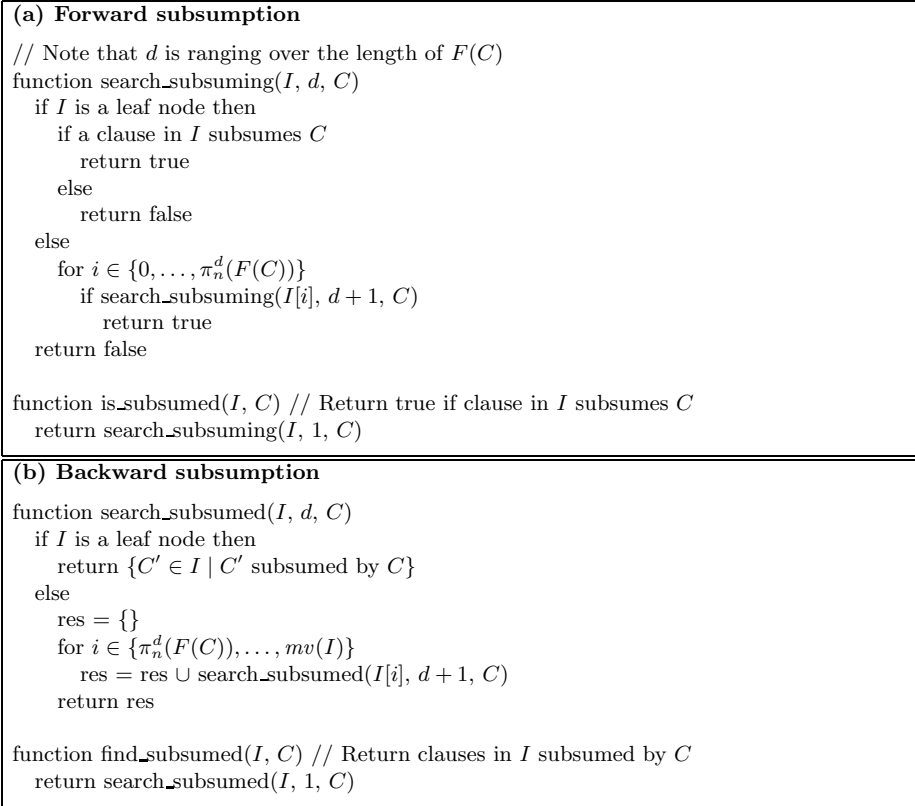 (a) Forward subsumption
// Note that d is ranging over the length of F(C)
function search_subsuming(I, d, C)
if I is a leaf node then
if a clause in I subsumes C
return true
else
return false
else
for i ∈ {0, . . . , π_n^d(F(C))}
if search_subsuming(I[i], d + 1, C)
return true
return false
function is_subsumed(I, C) // Return true if clause in I subsumes C
return search_subsuming(I, 1, C)
(b) Backward subsumption
function search_subsumed(I, d, C)
if I is a leaf node then
return {C′ ∈ I | C′ subsumed by C}
else
res = {}
for i ∈ {π_n^d(F(C)), . . . , mv(I)}
res = res ∪ search_subsumed(I[i], d + 1, C)
return res
function find_subsumed(I, C) // Return clauses in I subsumed by C
return search_subsumed(I, 1, C)